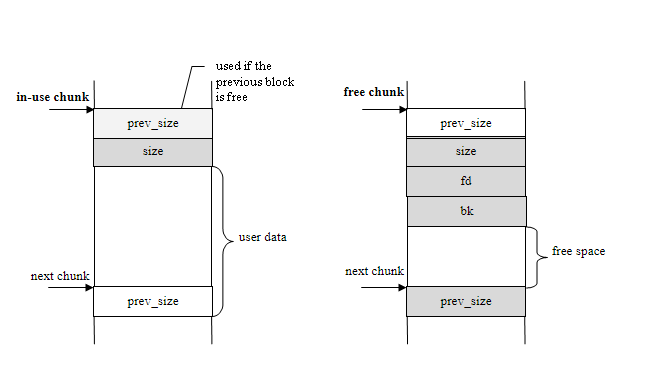 used if the
previous block
is free
in-use chunk
prev_size
size
user data
next chunk
prev_size
free chunk
prev_size
size
fd
bk
free space
next chunk
prev_size